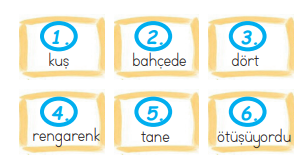 1. 2. 3.
kuş bahçede dört
4. 5. 6.
rengarenk tane ötüşüyordu